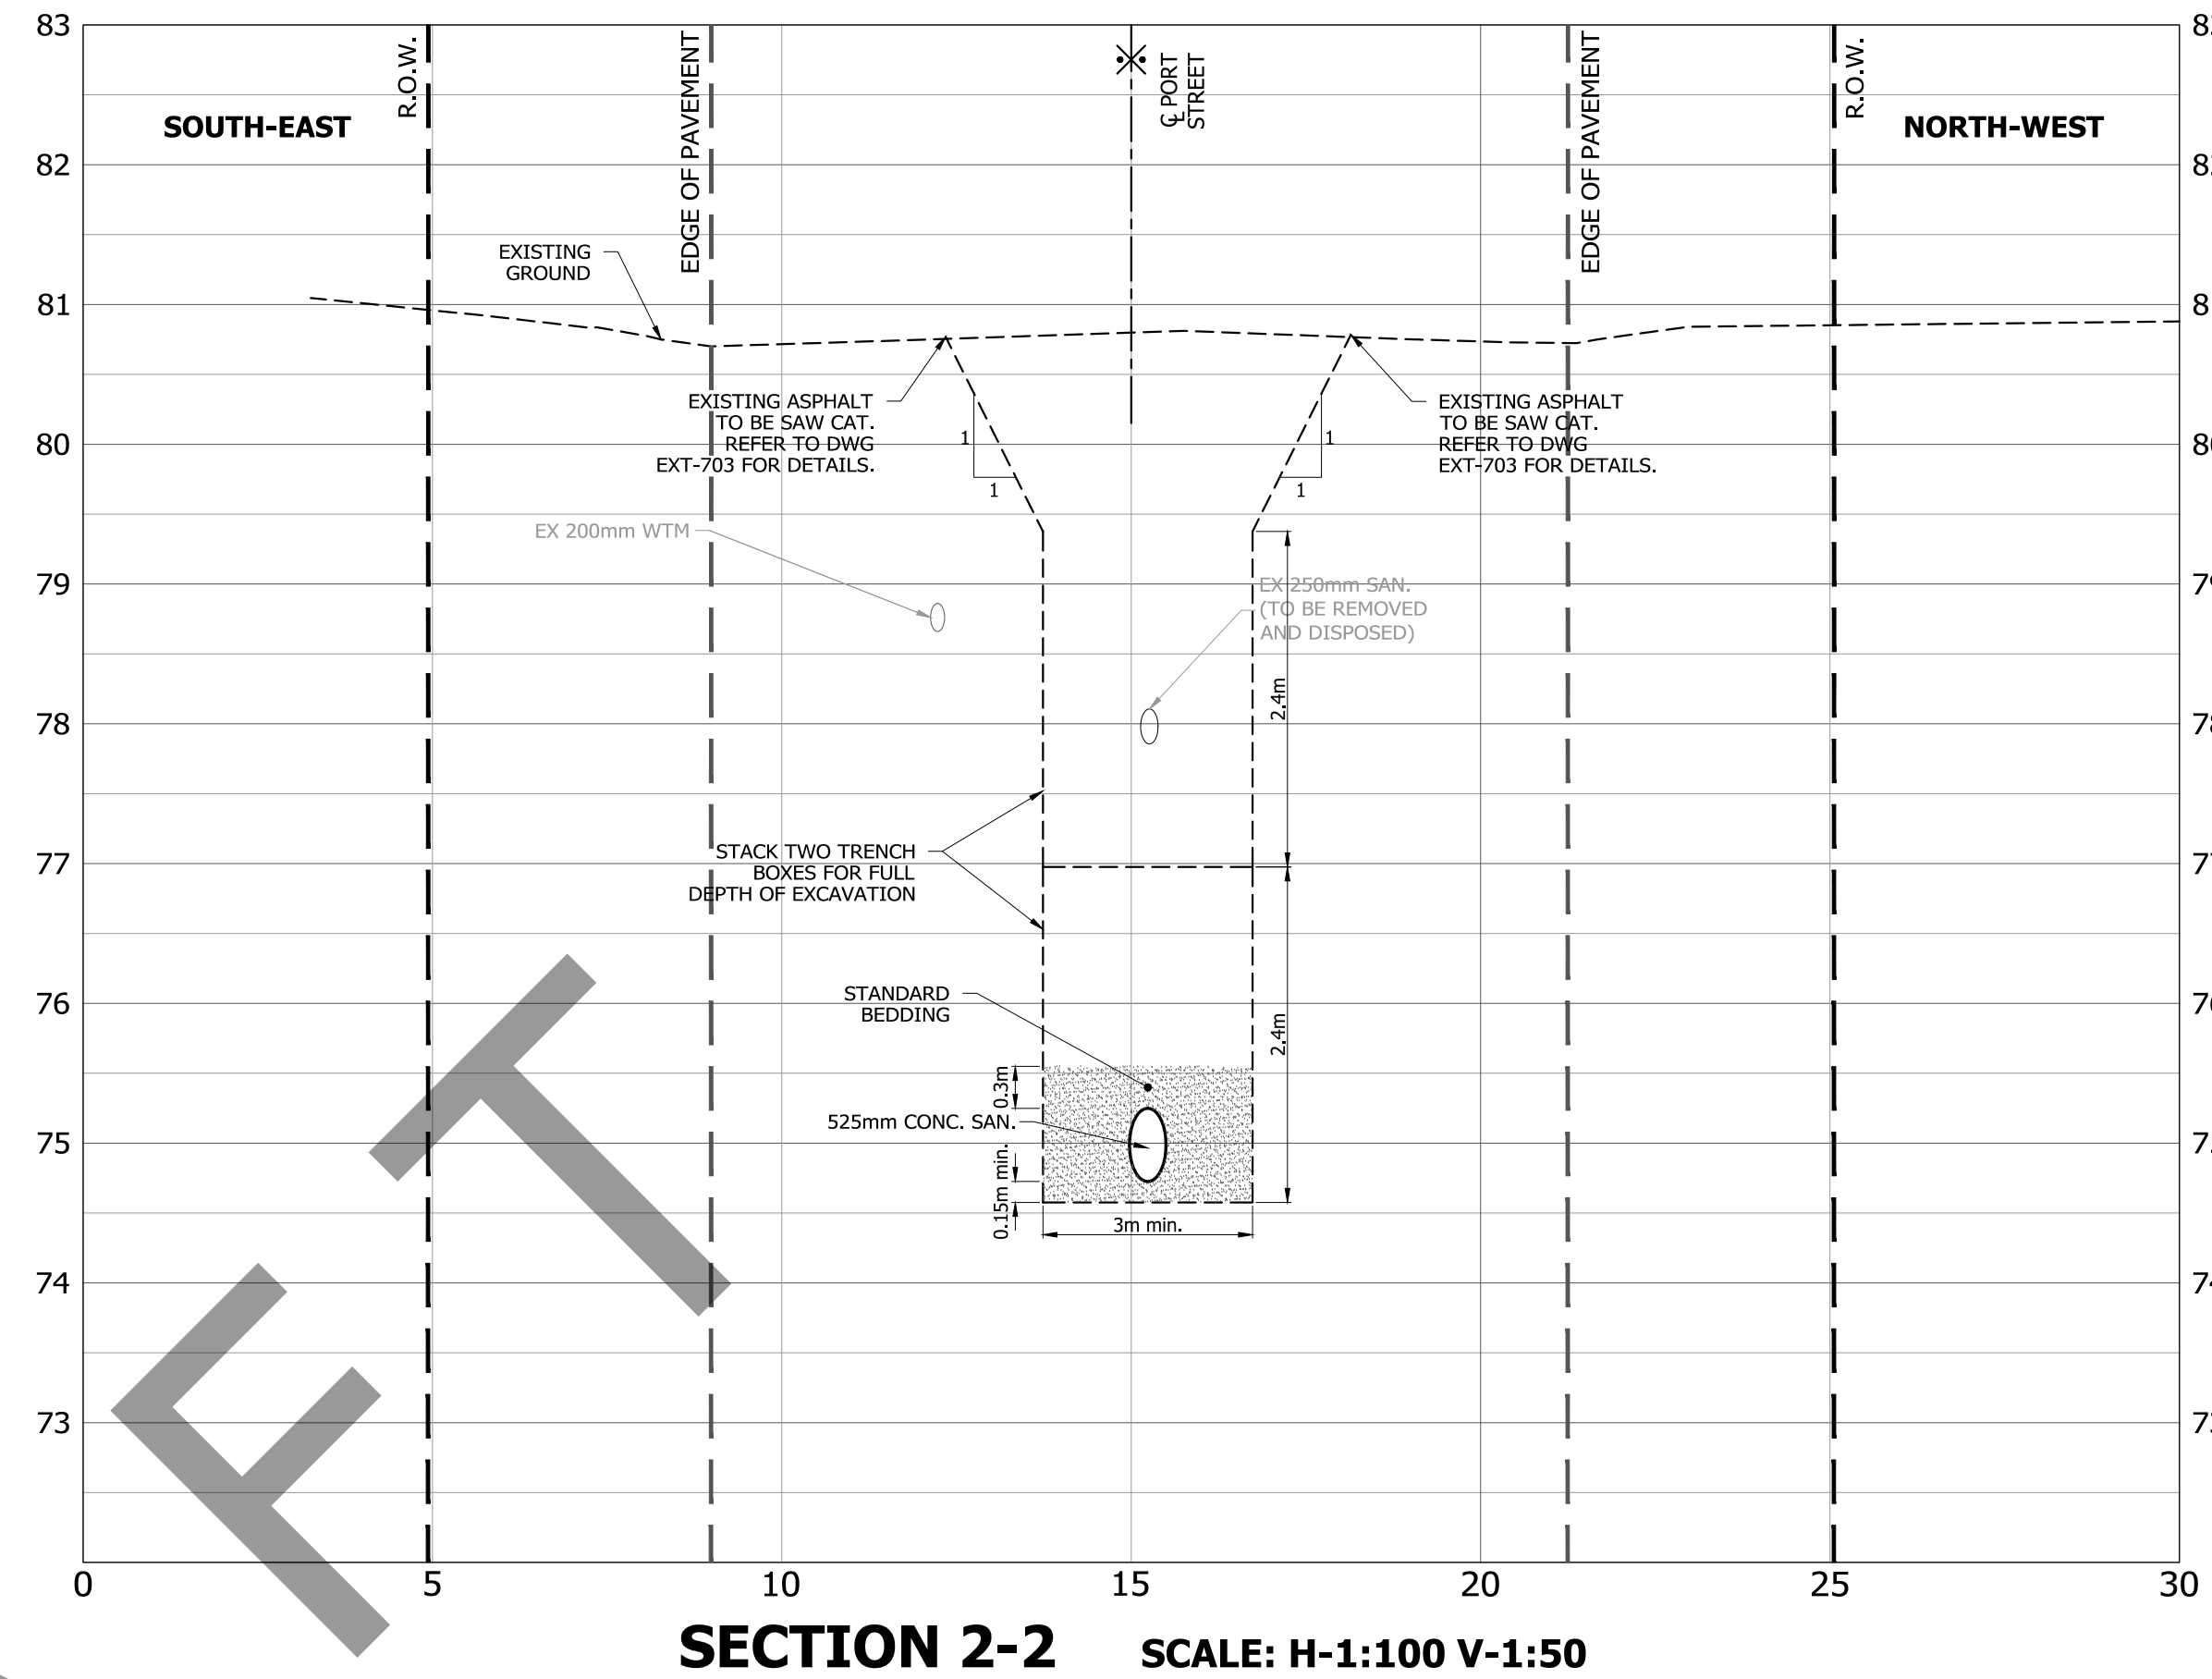 83
R.O.W.
EDGE OF PAVEMENT
℄ PORT
STREET
EDGE OF PAVEMENT
R.O.W.
SOUTH-EAST
NORTH-WEST
82
EXISTING
GROUND
81
EXISTING ASPHALT
TO BE SAW CAT.
REFER TO DWG
EXT-703 FOR DETAILS.
EXISTING ASPHALT
TO BE SAW CAT.
REFER TO DWG
EXT-703 FOR DETAILS.
80
1
1
1
1
EX 200mm WTM
79
EX 250mm SAN.
(TO BE REMOVED
AND DISPOSED)
2.4m
78
77
STACK TWO TRENCH
BOXES FOR FULL
DEPTH OF EXCAVATION
76
STANDARD
BEDDING
2.4m
0.3m
525mm CONC. SAN.
75
0.15m min.
3m min.
74
73
0
5
10
15
20
25
30
SECTION 2-2
SCALE: H-1:100 V-1:50
FT